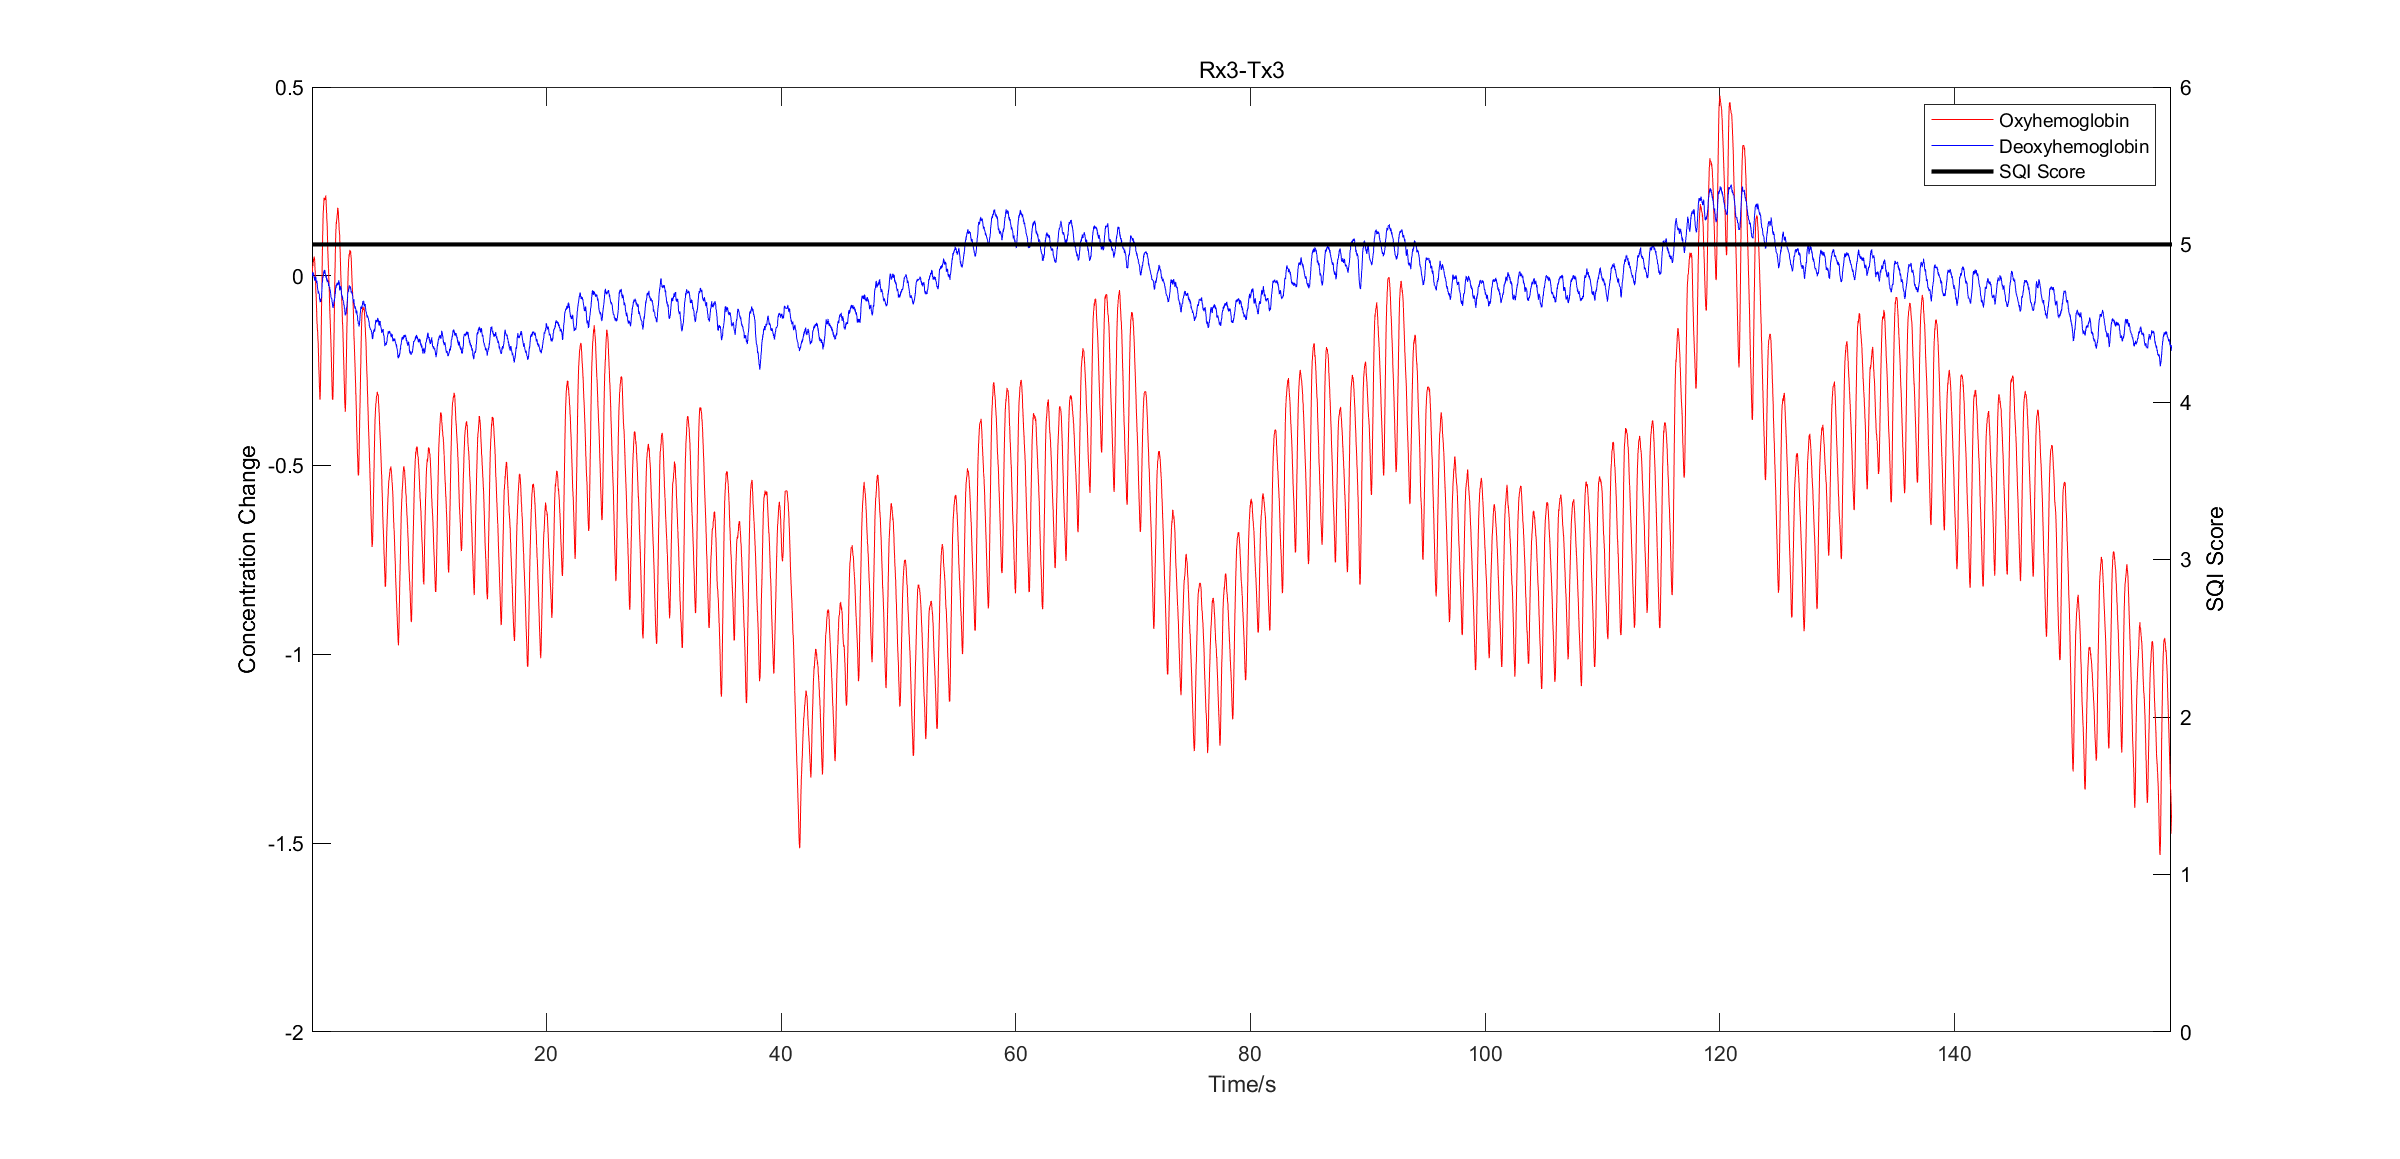 Rx3-Tx3
0.5
0
-0.5
-1
-1.5
-2
Concentration Change
6
5
4
3
2
1
0
SQI Score
Oxyhemoglobin
Deoxyhemoglobin
SQI Score
20 40 60 80 100 120 140
Time/s